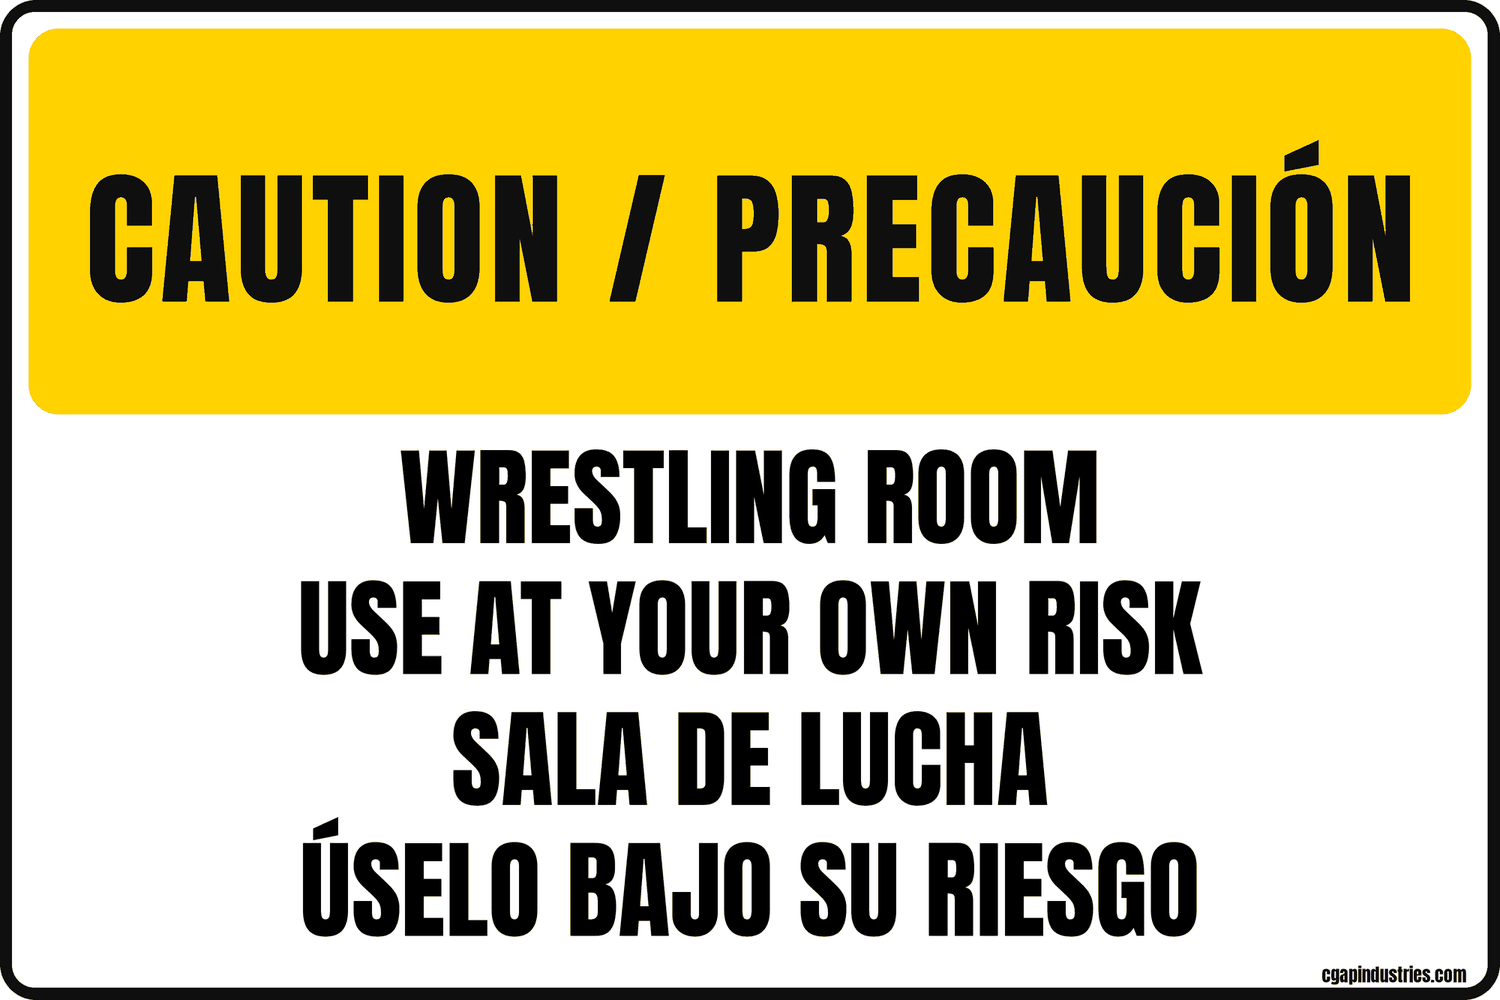 CAUTION / PRECAUCIÓN
WRESTLING ROOM
USE AT YOUR OWN RISK
SALA DE LUCHA
ÚSELO BAJO SU RIESGO
cgapindustries.com